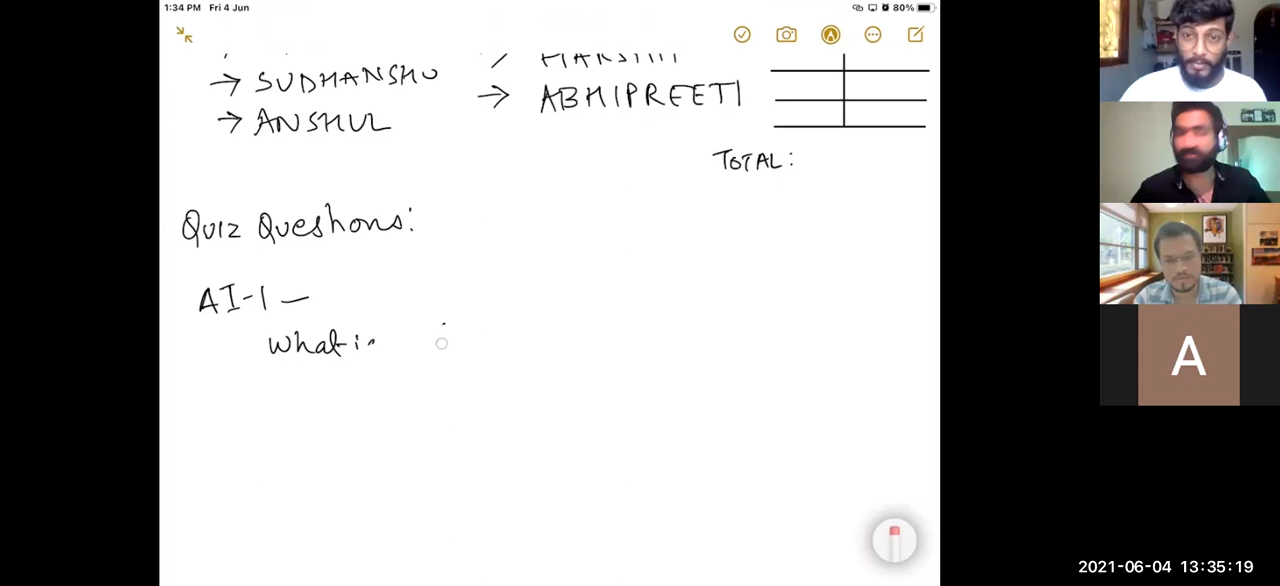 1:34 PM Fri 4 Jun
80%
→ SUDHANSHU
→ ABHIPREETI
→ ANSHUL
TOTAL:
Quiz Questions:
AI-1 —
What i
A
2021-06-04 13:35:19